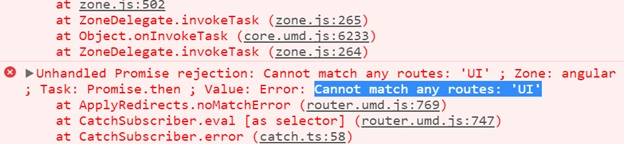 at zone.js:502
at ZoneDelegate.invokeTask (zone.js:265)
at Object.onInvokeTask (core.umd.js:6233)
at ZoneDelegate.invokeTask (zone.js:264)
▶Unhandled Promise rejection: Cannot match any routes: 'UI' ; Zone: angular
; Task: Promise.then ; Value: Error: Cannot match any routes: 'UI'
at ApplyRedirects.noMatchError (router.umd.js:769)
at CatchSubscriber.eval [as selector] (router.umd.js:747)
at CatchSubscriber.error (catch.ts:58)